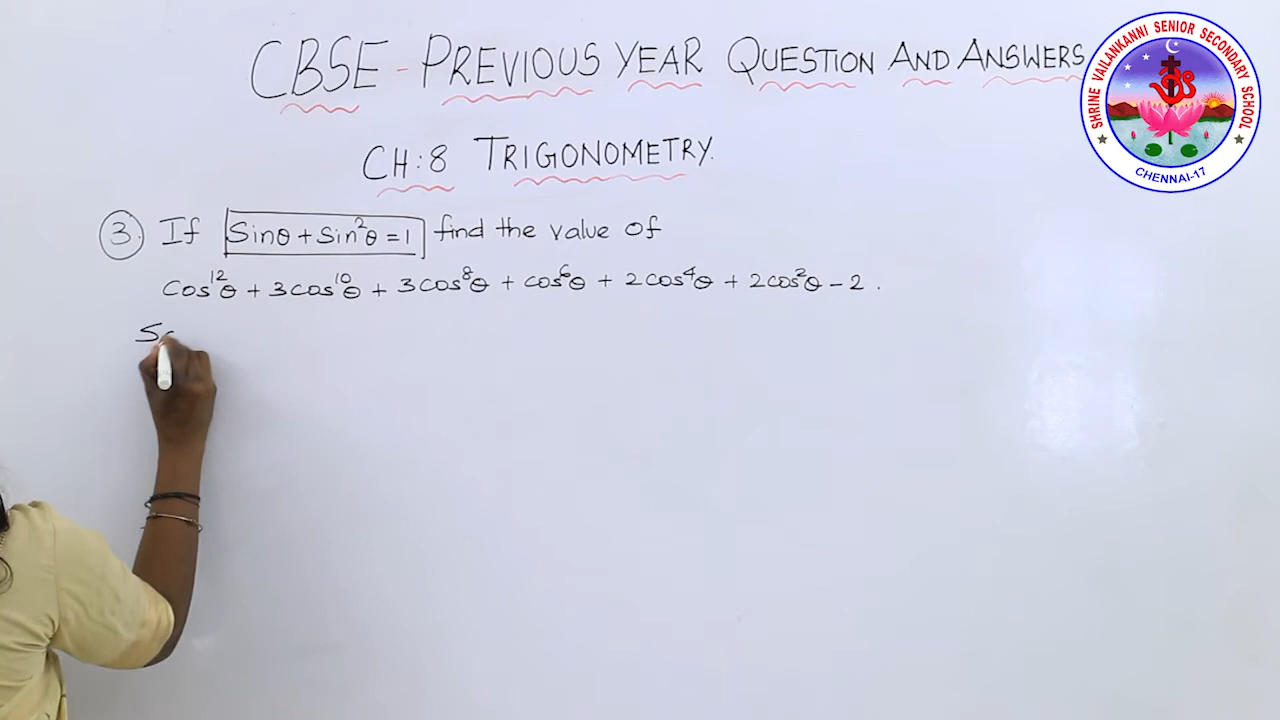 CBSE - PREVIOUS YEAR QUESTION AND ANSWERS
CH:8 TRIGONOMETRY.
3. If Sinθ + Sin²θ = 1 find the value of
Cos¹²θ + 3cos¹⁰θ + 3cos⁸θ + cos⁶θ + 2cos⁴θ + 2cos²θ - 2 .
So
SHRINE VAILANKANNI SENIOR SECONDARY SCHOOL
CHENNAI-17